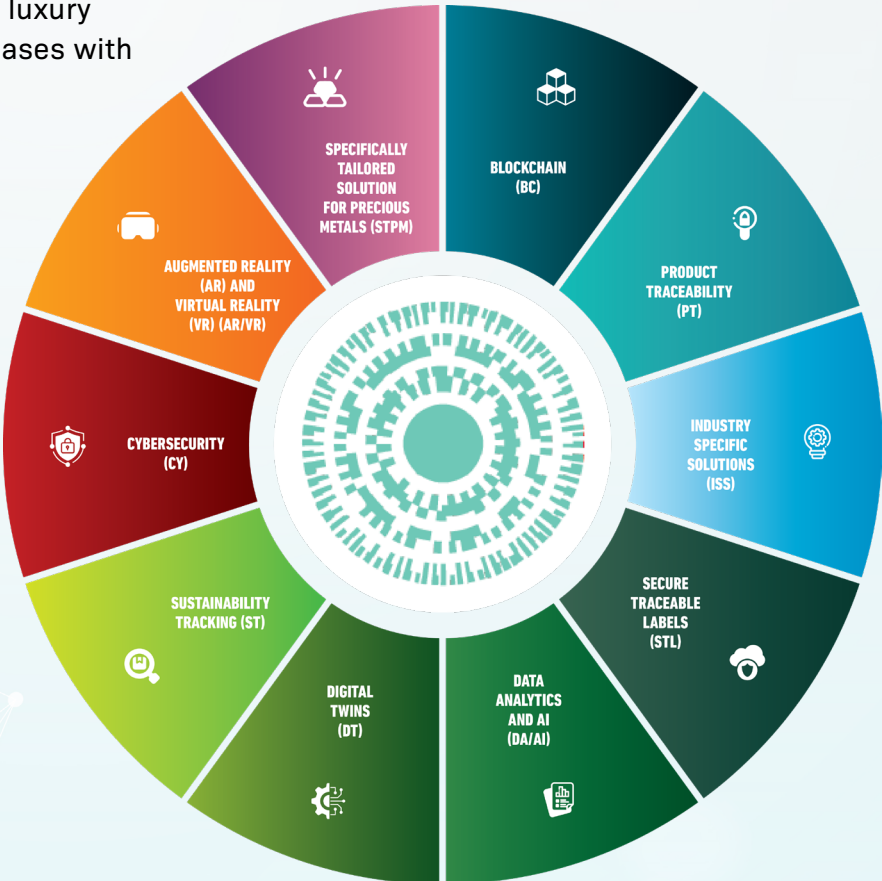 luxury
ases with
SPECIFICALLY
TAILORED
SOLUTION
FOR PRECIOUS
METALS (STPM)
BLOCKCHAIN
(BC)
PRODUCT
TRACEABILITY
(PT)
INDUSTRY
SPECIFIC
SOLUTIONS
(ISS)
SECURE
TRACEABLE
LABELS
(STL)
DATA
ANALYTICS
AND AI
(DA/AI)
DIGITAL
TWINS
(DT)
SUSTAINABILITY
TRACKING (ST)
CYBERSECURITY
(CY)
AUGMENTED REALITY
(AR) AND
VIRTUAL REALITY
(VR) (AR/VR)